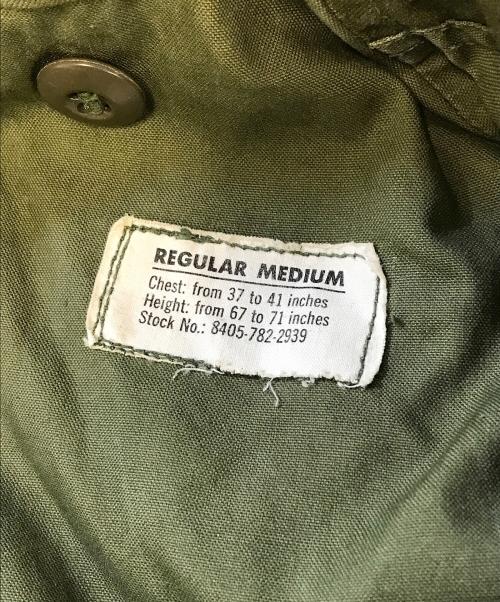 REGULAR MEDIUM
Chest: from 37 to 41 inches
Height: from 67 to 71 inches
Stock No.: 8405-782-2939